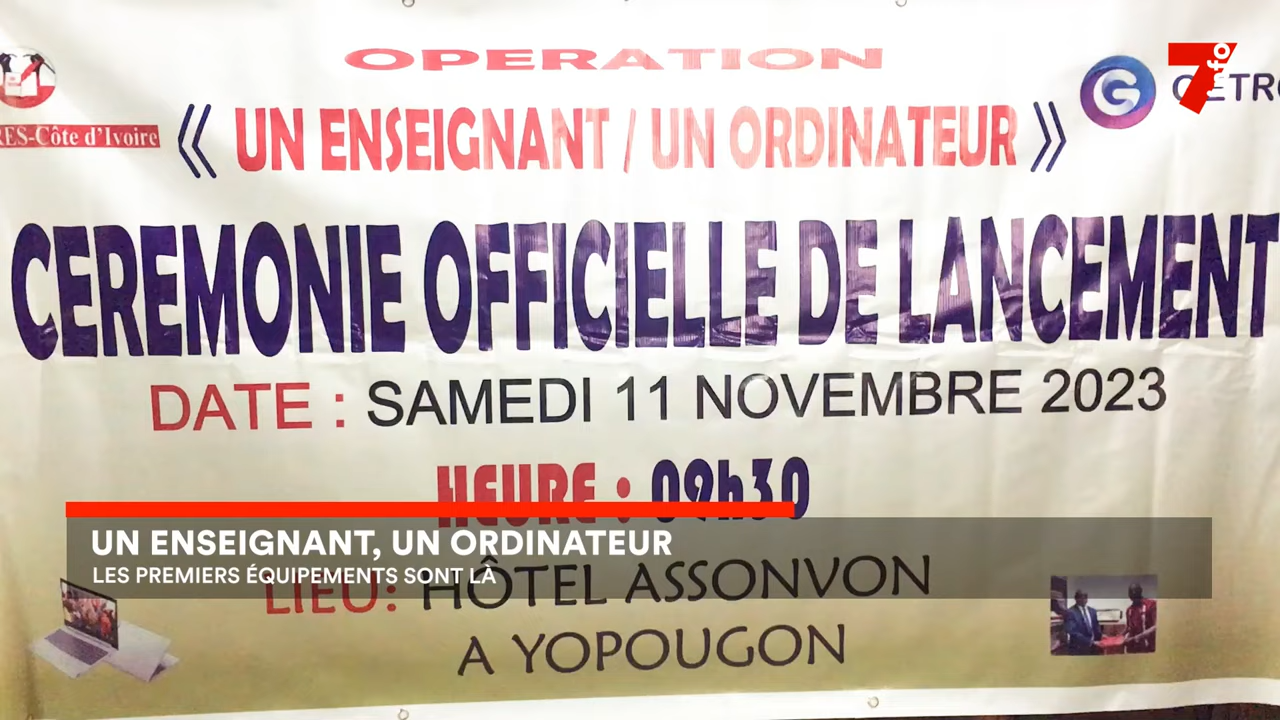 OPERATION
RES-Côte d'Ivoire
« UN ENSEIGNANT / UN ORDINATEUR »
7info
CEREMONIE OFFICIELLE DE LANCEMENT
DATE : SAMEDI 11 NOVEMBRE 2023
HEURE : 09h30
UN ENSEIGNANT, UN ORDINATEUR
LES PREMIERS ÉQUIPEMENTS SONT LÀ
LIEU: HÔTEL ASSONVON
A YOPOUGON